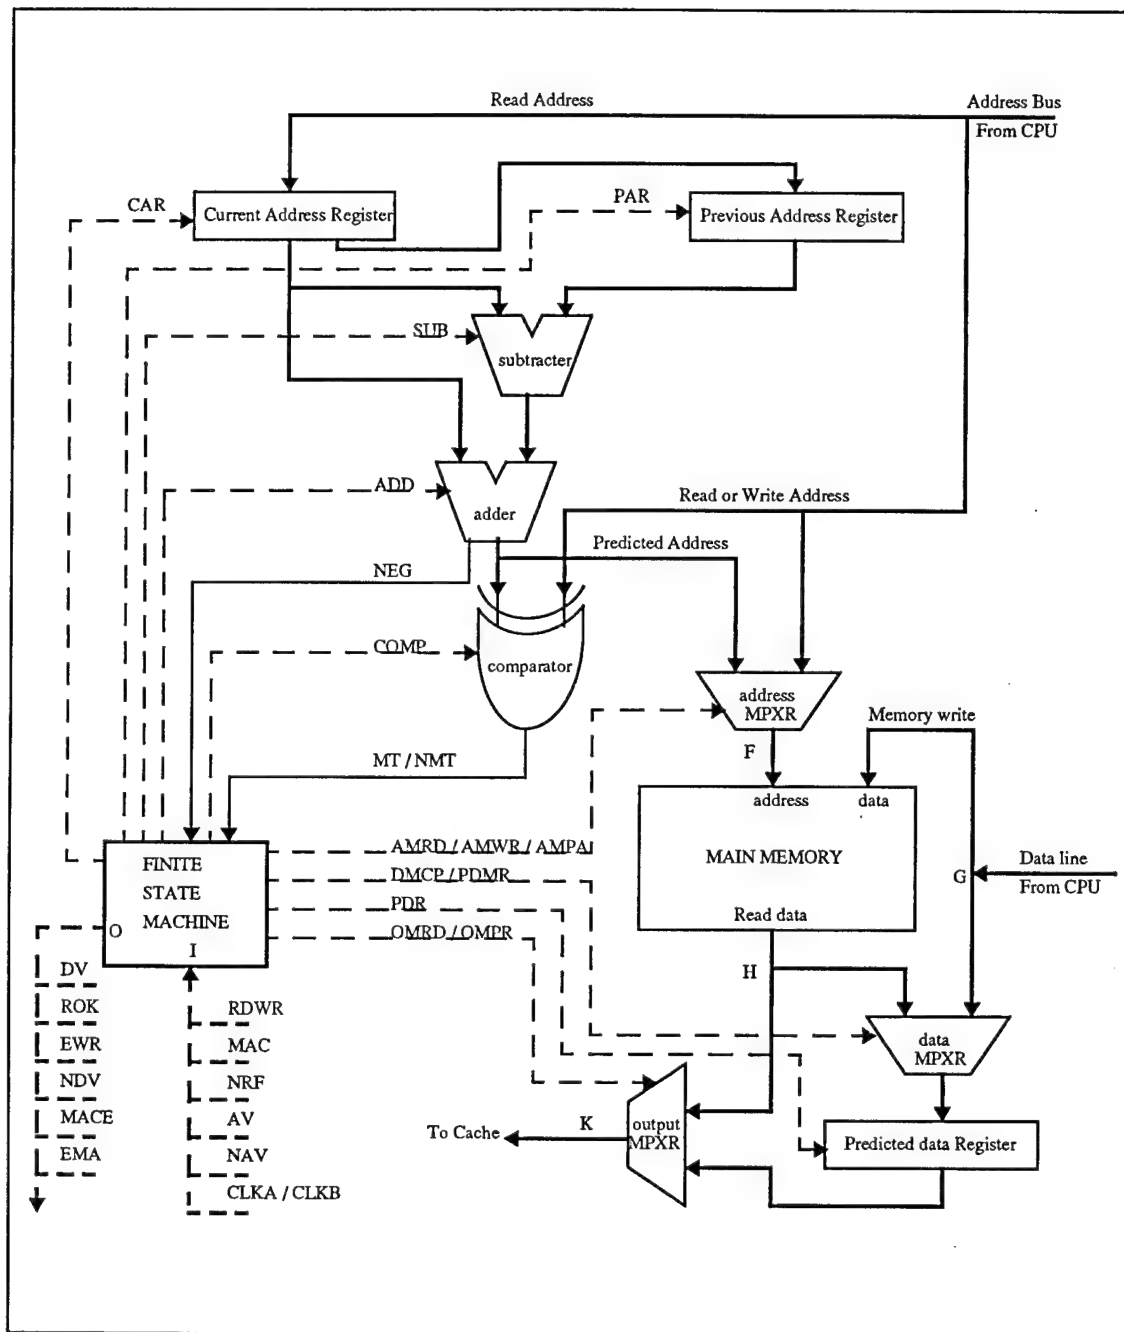 Read Address
Address Bus
From CPU
CAR
Current Address Register
PAR
Previous Address Register
SUB
subtracter
ADD
adder
Read or Write Address
Predicted Address
NEG
COMP
comparator
address
MPXR
Memory write
F
MT / NMT
address
data
AMRD / AMWR / AMPA
DMCP / PDMR
PDR
OMRD / OMPR
FINITE
STATE
MACHINE
O
I
MAIN MEMORY
Read data
G
Data line
From CPU
H
DV
ROK
EWR
NDV
MACE
EMA
RDWR
MAC
NRF
AV
NAV
CLKA / CLKB
data
MPXR
To Cache
K
output
MPXR
Predicted data Register